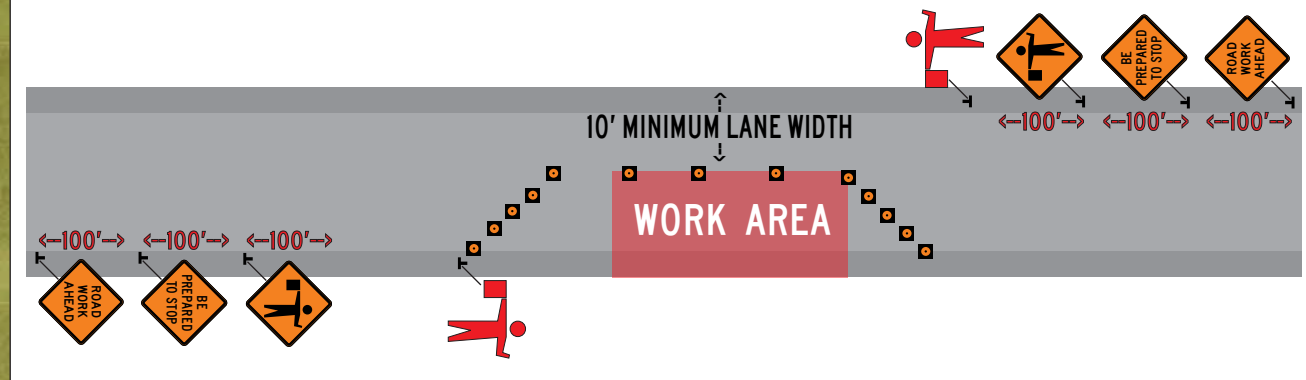 BE
PREPARED
TO STOP
ROAD
WORK
AHEAD
<--100'-->
<--100'-->
<--100'-->
10' MINIMUM LANE WIDTH
WORK AREA
<--100'-->
<--100'-->
<--100'-->
ROAD
WORK
AHEAD
BE
PREPARED
TO STOP